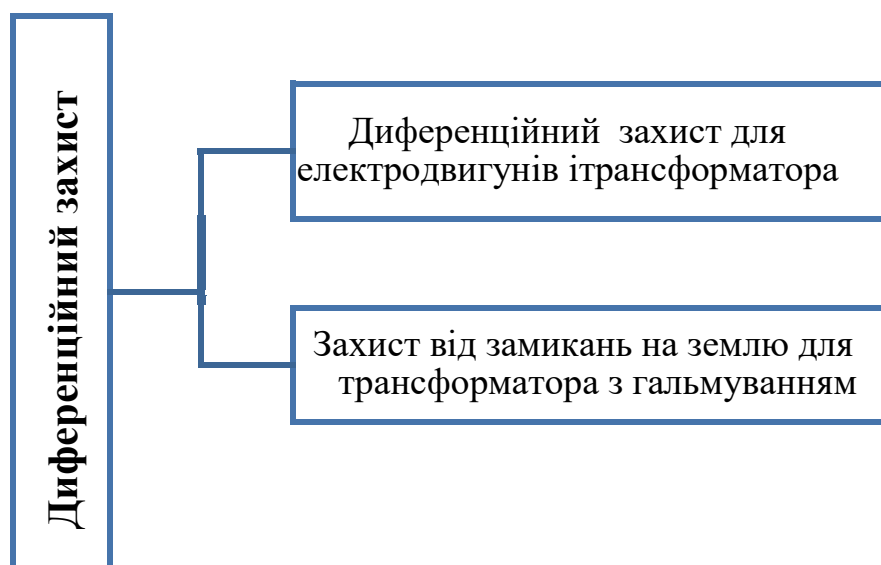 Диференційний захист
Диференційний захист для
електродвигунів ітрансформатора
Захист від замикань на землю для
трансформатора з гальмуванням